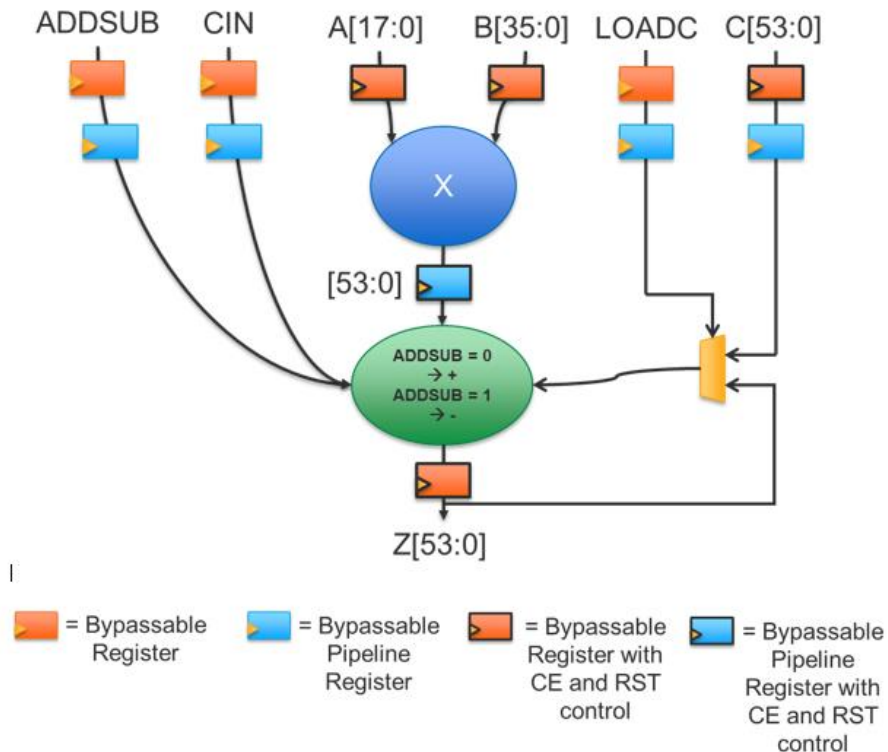 ADDSUB CIN A[17:0] B[35:0] LOADC C[53:0]
X
[53:0]
ADDSUB = 0
→ +
ADDSUB = 1
→ -
Z[53:0]
= Bypassable
Register
= Bypassable
Pipeline
Register
= Bypassable
Register with
CE and RST
control
= Bypassable
Pipeline
Register with
CE and RST
control